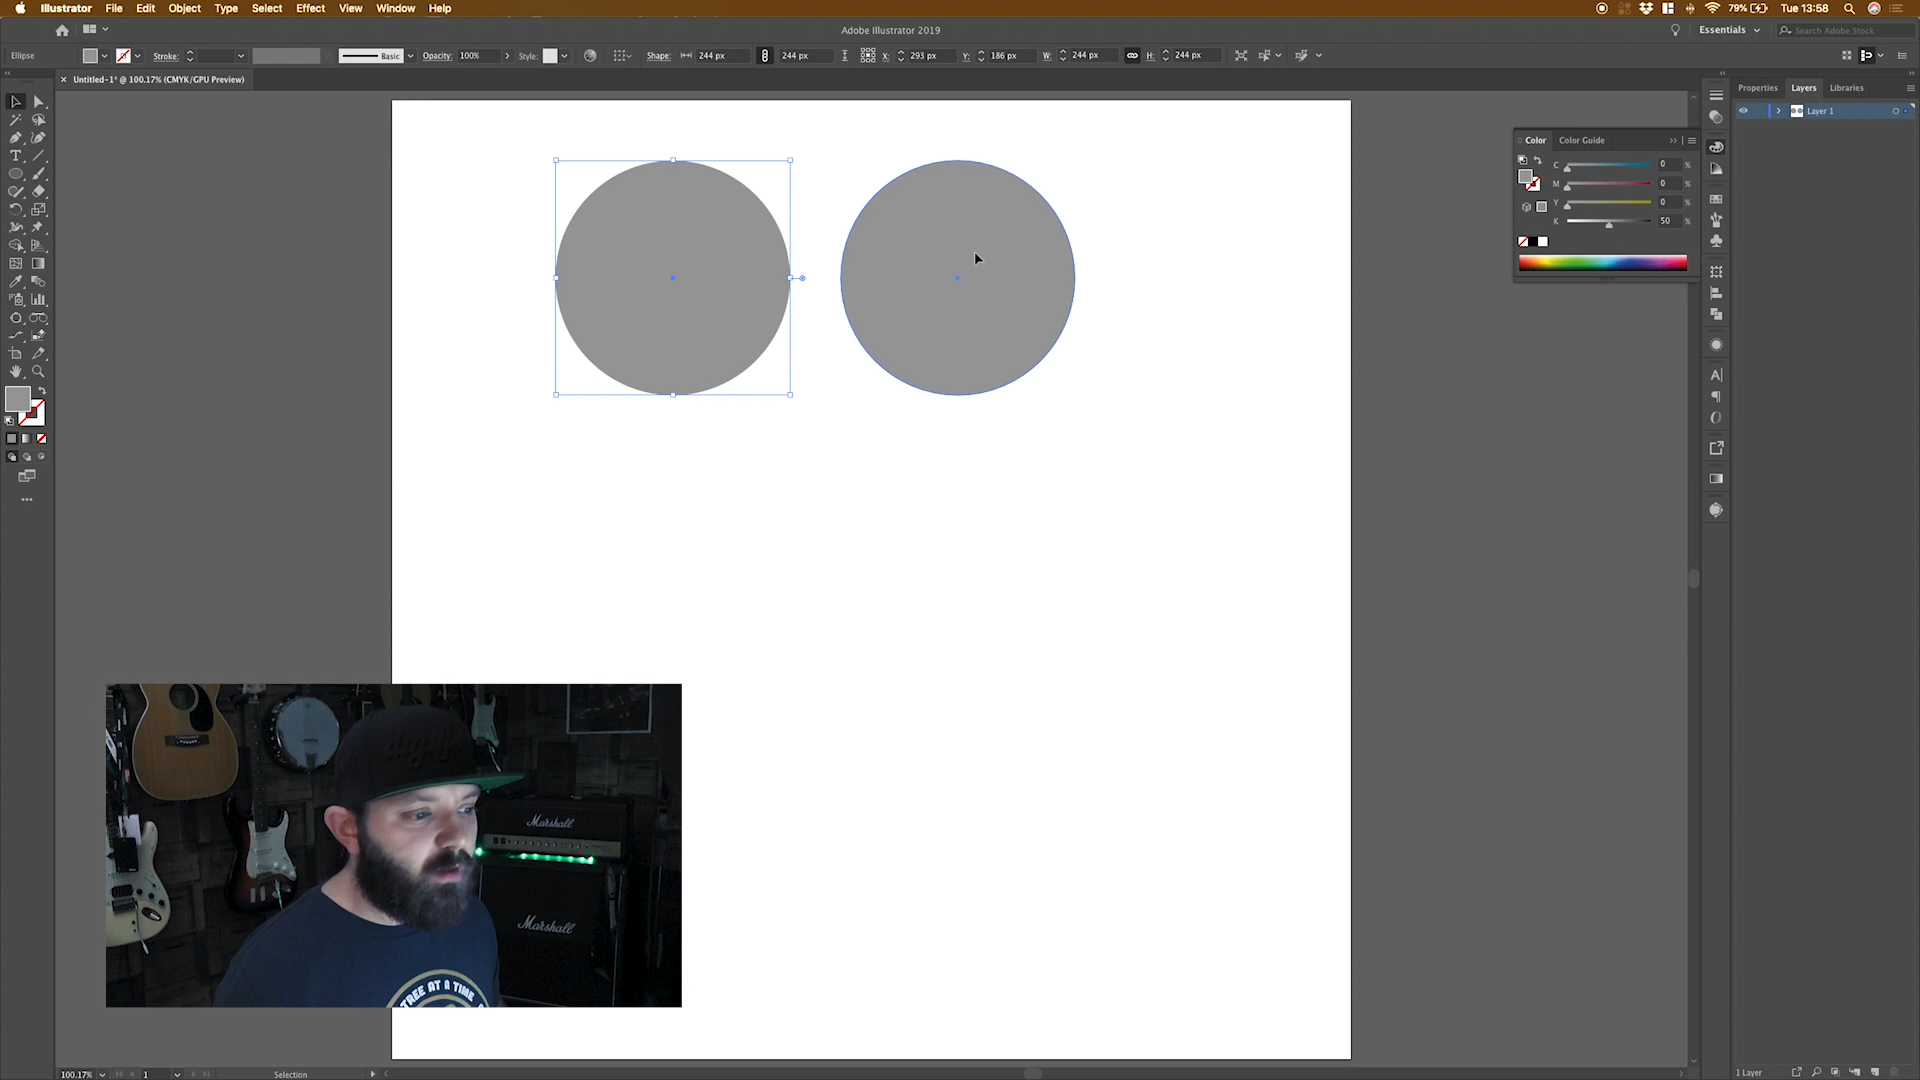 Illustrator File Edit Object Type Select Effect View Window Help
79% Tue 13:58
Adobe Illustrator 2019
Essentials
Search Adobe Stock
Ellipse Stroke: Basic Opacity: 100% Style: Shape: 244 px 244 px X: 293 px Y: 186 px W: 244 px H: 244 px
Untitled-1* @ 100.17% (CMYK/GPU Preview)
Properties Layers Libraries
Layer 1
Color Color Guide
C 0 %
M 0 %
Y 0 %
K 50 %
Marshall
Marshall
TREE AT A TIME
100.17% 1 Selection
1 Layer